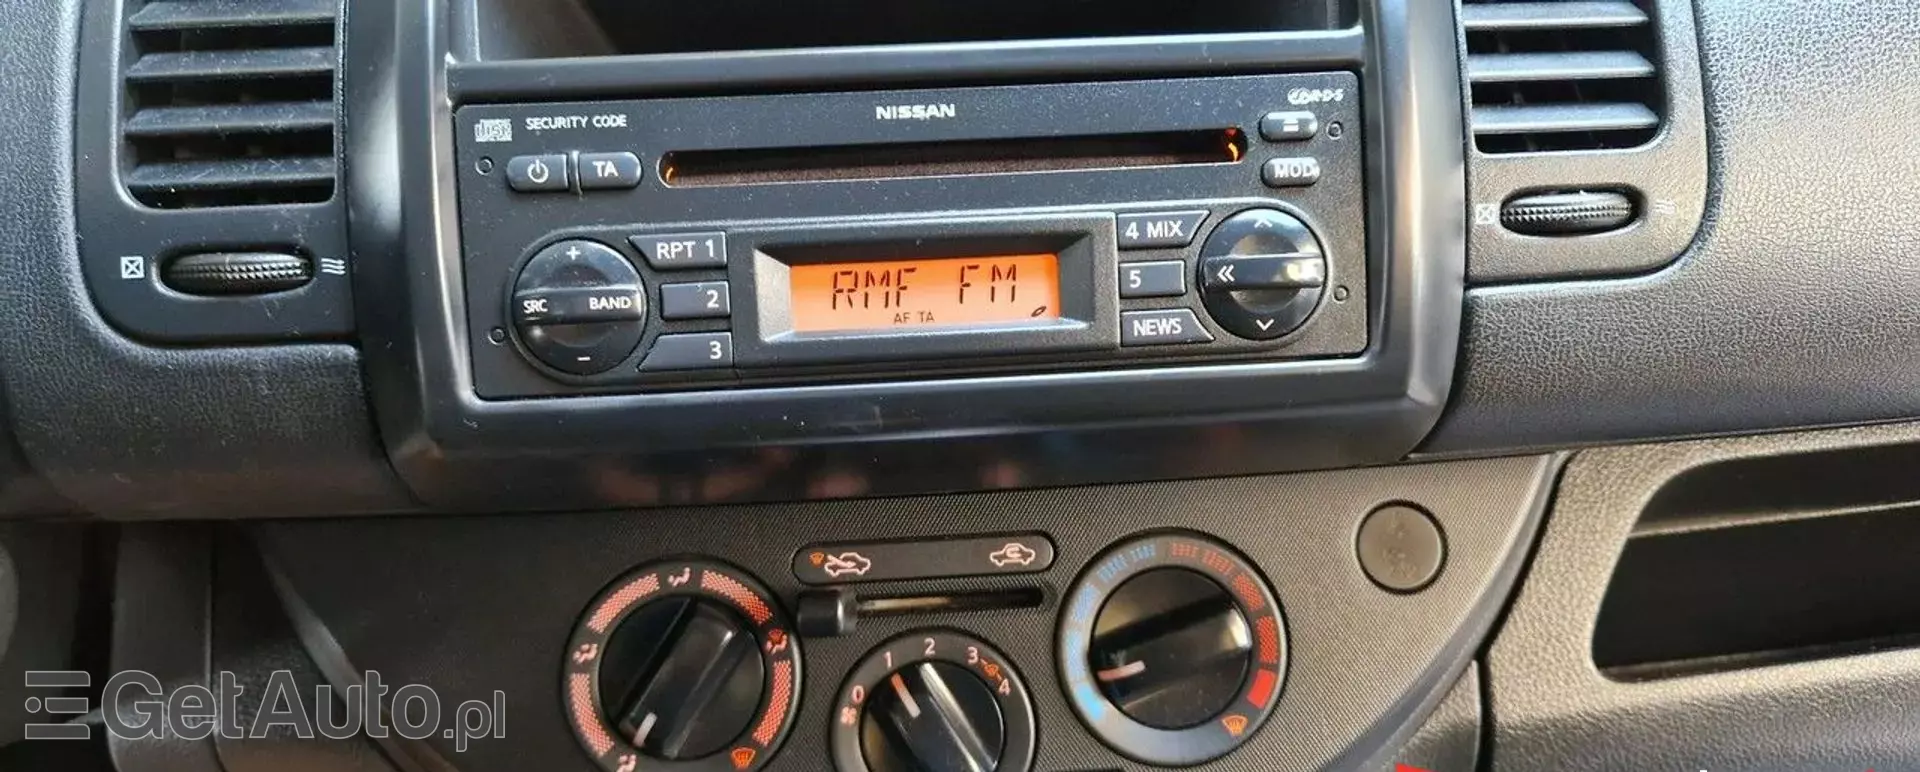 NISSAN
R·D·S
disc
SECURITY CODE
TA
MODE
RPT 1
4 MIX
SRC BAND
2
5
RMF FM
AF TA
3
NEWS
0 1 2 3 4
GetAuto.pl